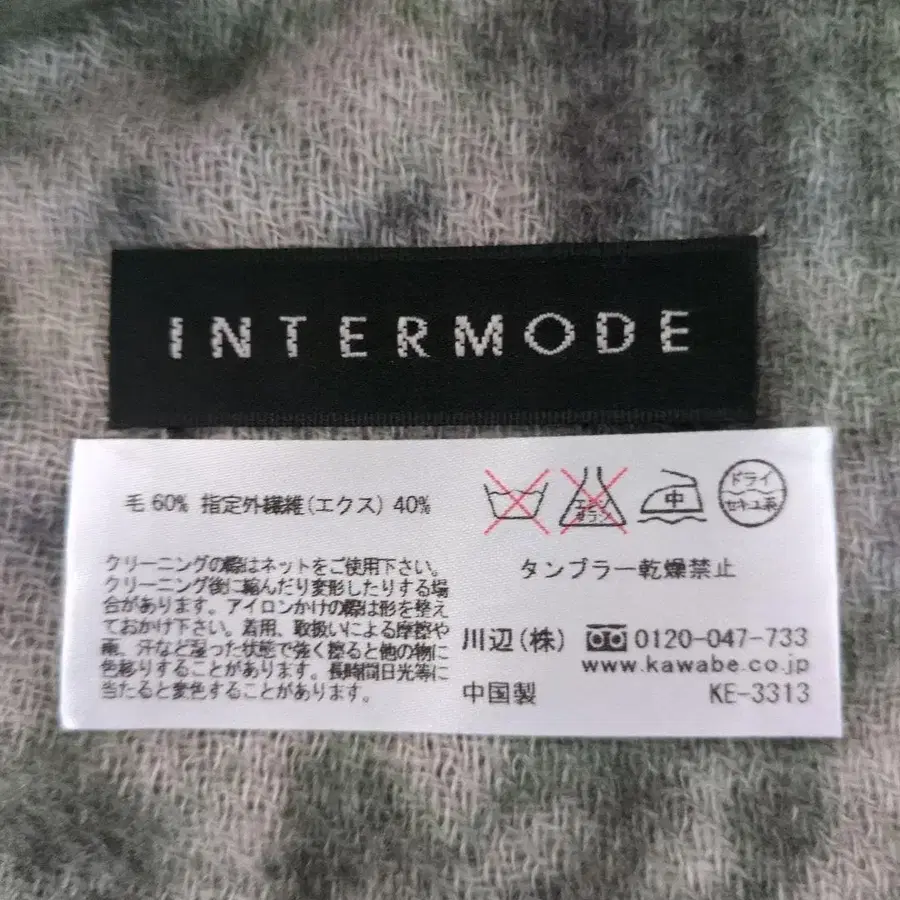 INTERMODE
毛 60% 指定外繊維(エクス) 40%
エンソ
サラシ
中
ドライ
セキユ系
クリーニングの際はネットをご使用下さい。
クリーニング後に縮んだり変形したりする場
合があります。アイロンかけの際は形を整え
ておかけ下さい。着用、取扱いによる摩擦や
雨、汗など湿った状態で強く擦ると他の物に
色移りすることがあります。長時間日光等に
当たると変色することがあります。
タンブラー乾燥禁止
川辺(株) 0120-047-733
www.kawabe.co.jp
中国製 KE-3313